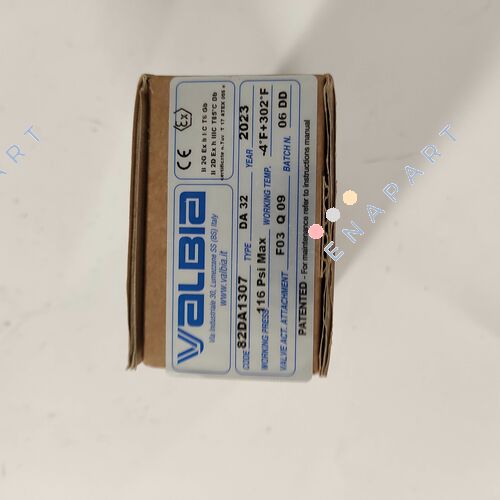 VALBIA
Via Industriale 30, Lumezzane SS (BS) Italy
www.valbia.it
CE Ex
II 2G Ex h IIC T6 Gb
II 2D Ex h IIIC T85°C Db
CODE 82DA1307 TYPE DA 32 YEAR 2023
WORKING PRESS. 116 Psi Max WORKING TEMP. -4°F+302°F
VALVE ACT. ATTACHMENT F03 Q 09 BATCH N. 06 DD
PATENTED - For maintenance refer to instructions manual
ENAPART